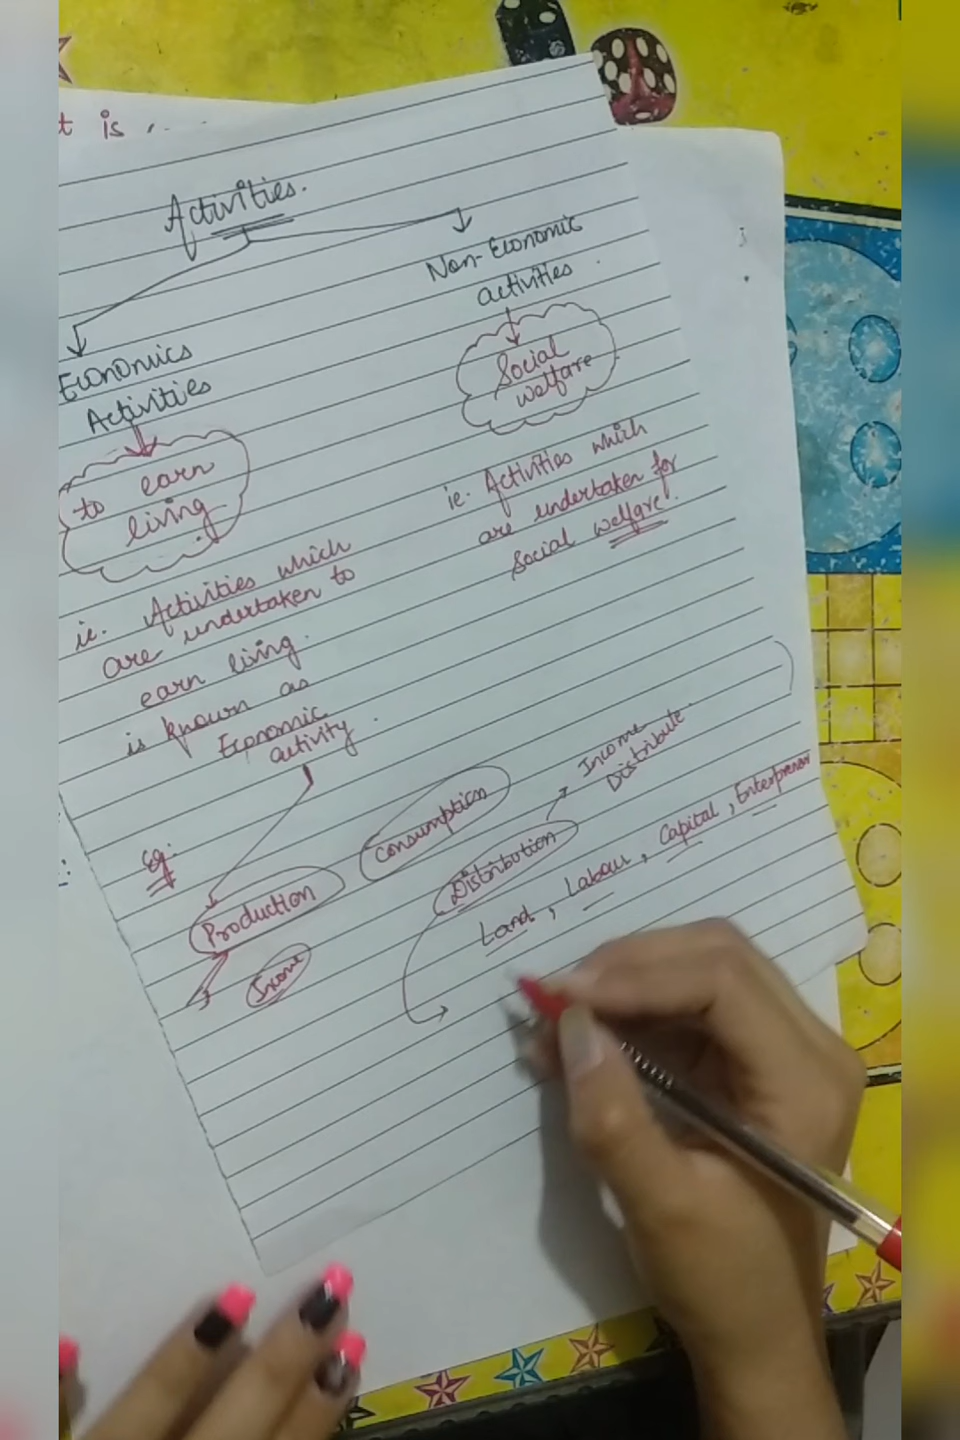 t is ....
Activities.
Economics
Activities
to earn
living
ie. Activities which
are undertaken to
earn living.
is known as
Economic
activity.
Non-Economic
activities.
Social
welfare
ie. Activities which
are undertaken for
Social welfare.
Eg.
Production
Income
Consumption
Distribution
Income
Distribute
Land, Labour, Capital, Enterprenor